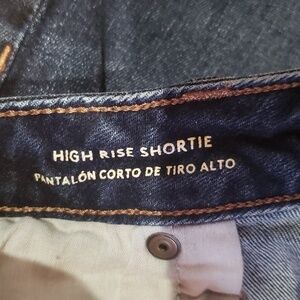 HIGH RISE SHORTIE
PANTALÓN CORTO DE TIRO ALTO